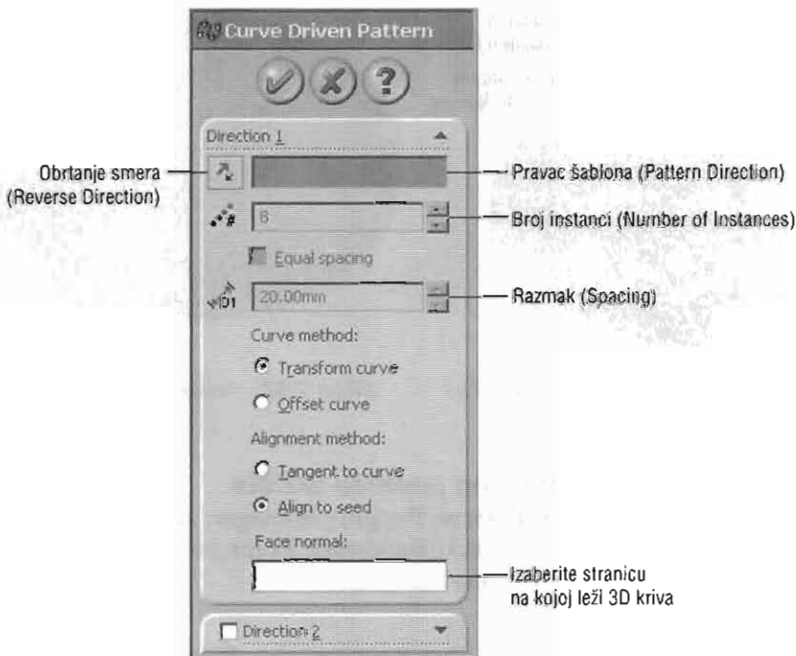 Curve Driven Pattern
?
Direction 1
Obrtanje smera
(Reverse Direction)
Pravac šablona (Pattern Direction)
# 6
Broj instanci (Number of Instances)
Equal spacing
D1 20.00mm
Razmak (Spacing)
Curve method:
Transform curve
Offset curve
Alignment method:
Tangent to curve
Align to seed
Face normal:
Izaberite stranicu
na kojoj leži 3D kriva
Direction 2